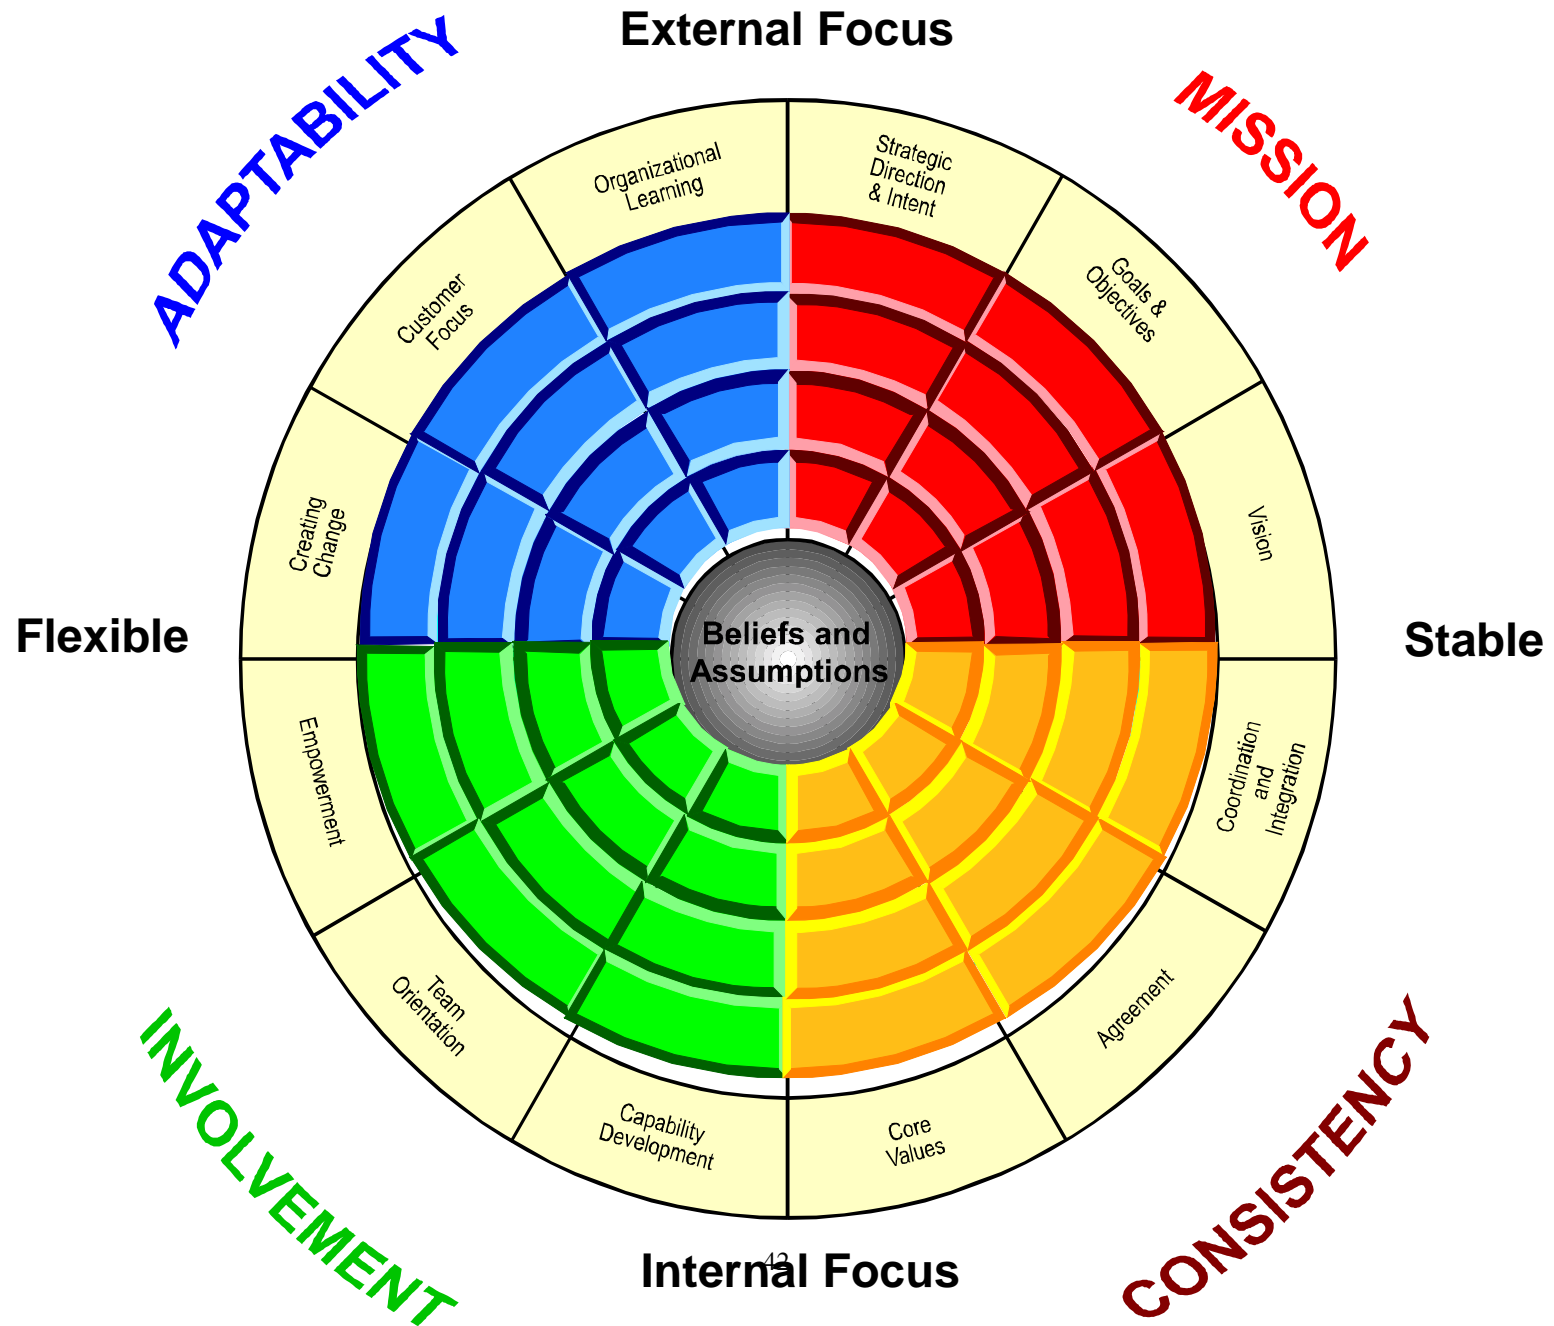 External Focus
ADAPTABILITY
MISSION
Organizational
Learning
Strategic
Direction
& Intent
Customer
Focus
Goals &
Objectives
Creating
Change
Vision
Flexible
Beliefs and
Assumptions
Stable
Empowerment
Coordination
and
Integration
Team
Orientation
Agreement
Capability
Development
Core
Values
INVOLVEMENT
CONSISTENCY
Internal Focus
42